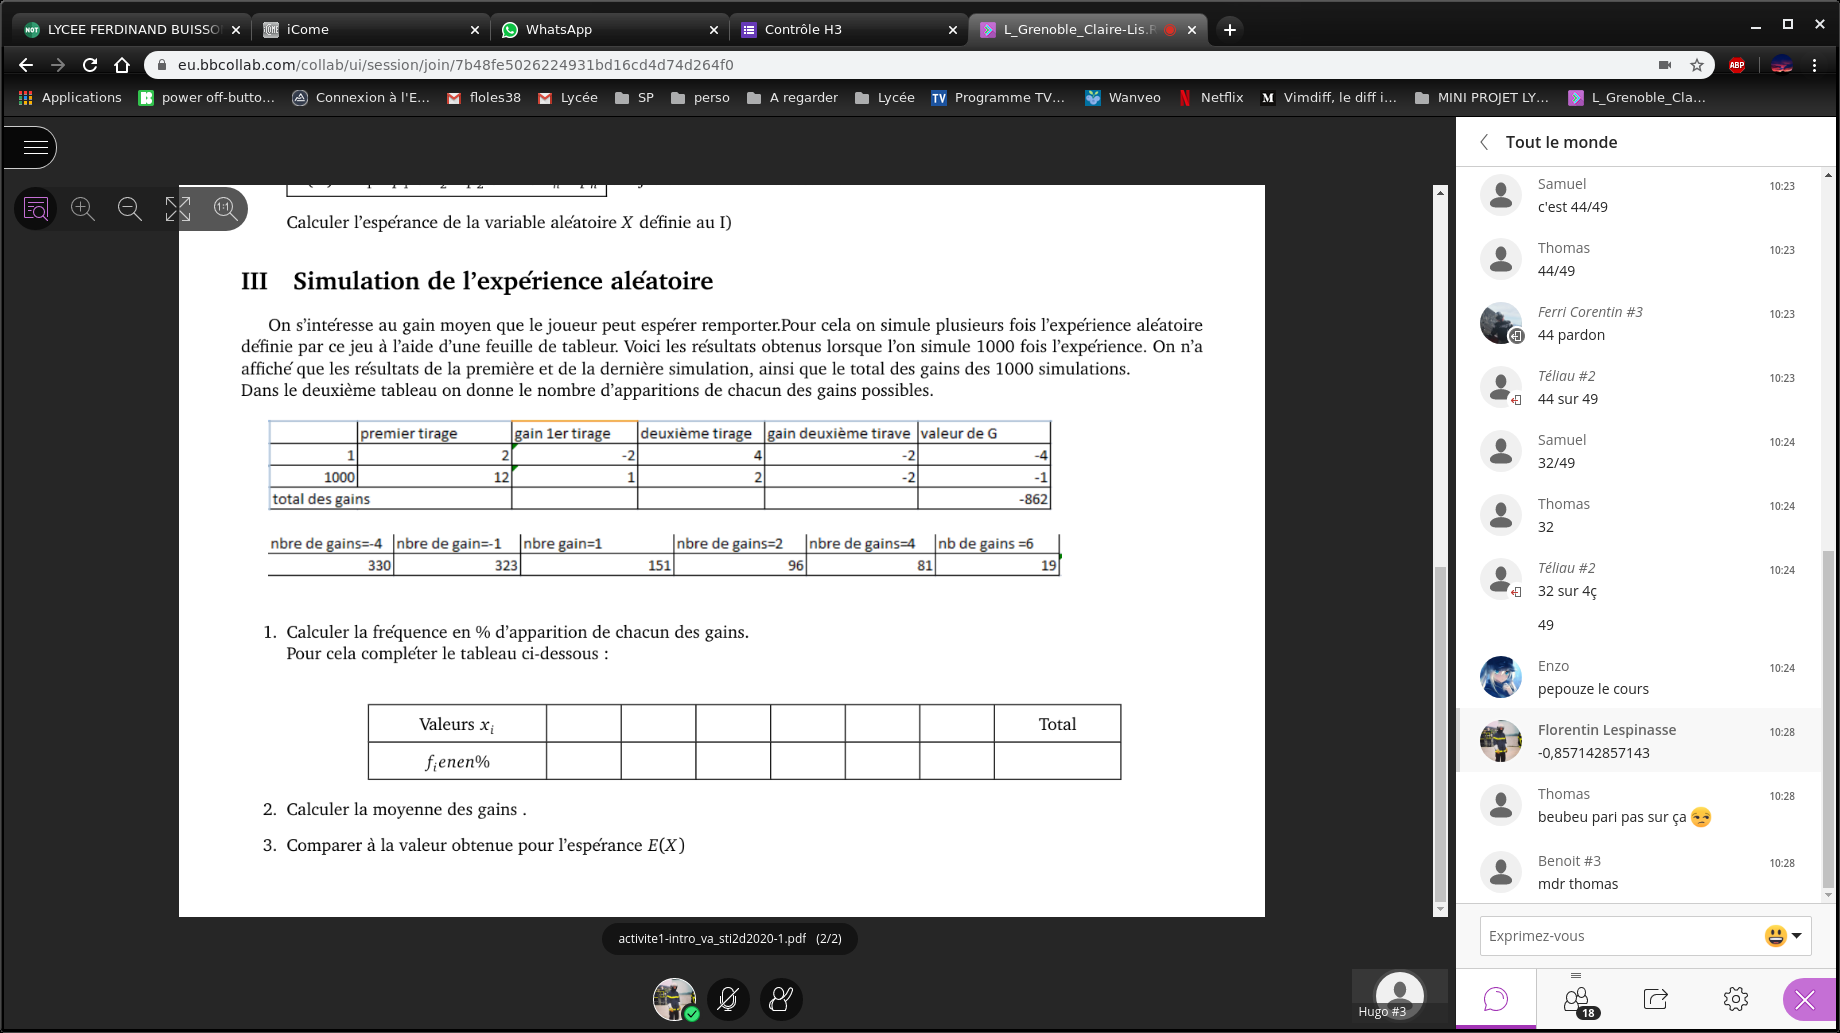 LYCEE FERDINAND BUISSO
iCome
WhatsApp
Contrôle H3
L_Grenoble_Claire-Lis.R
eu.bbcollab.com/collab/ui/session/join/7b48fe5026224931bd16cd4d74d264f0
ABP
Applications
power off-butto...
Connexion à l'E...
floles38
Lycée
SP
perso
A regarder
Lycée
TV Programme TV...
Wanveo
Netflix
M Vimdiff, le diff i...
MINI PROJET LY...
L_Grenoble_Cla...
Calculer l'espérance de la variable aléatoire X définie au I)
III Simulation de l'expérience aléatoire
On s'intéresse au gain moyen que le joueur peut espérer remporter.Pour cela on simule plusieurs fois l'expérience aléatoire
définie par ce jeu à l'aide d'une feuille de tableur. Voici les résultats obtenus lorsque l'on simule 1000 fois l'expérience. On n'a
affiché que les résultats de la première et de la dernière simulation, ainsi que le total des gains des 1000 simulations.
Dans le deuxième tableau on donne le nombre d'apparitions de chacun des gains possibles.
premier tirage gain 1er tirage deuxième tirage gain deuxième tirave valeur de G
1 2 -2 4 -2 -4
1000 12 1 2 -2 -1
total des gains -862
nbre de gains=-4 nbre de gain=-1 nbre gain=1 nbre de gains=2 nbre de gains=4 nb de gains =6
330 323 151 96 81 19
1. Calculer la fréquence en % d'apparition de chacun des gains.
Pour cela compléter le tableau ci-dessous :
Valeurs xi Total
fienen%
2. Calculer la moyenne des gains .
3. Comparer à la valeur obtenue pour l'espérance E(X)
activite1-intro_va_sti2d2020-1.pdf (2/2)
Hugo #3
Tout le monde
Samuel 10:23
c'est 44/49
Thomas 10:23
44/49
Ferri Corentin #3 10:23
44 pardon
Téliau #2 10:23
44 sur 49
Samuel 10:24
32/49
Thomas 10:24
32
Téliau #2 10:24
32 sur 4ç
49
Enzo 10:24
pepouze le cours
Florentin Lespinasse 10:28
-0,857142857143
Thomas 10:28
beubeu pari pas sur ça 😒
Benoit #3 10:28
mdr thomas
Exprimez-vous
18
1:1